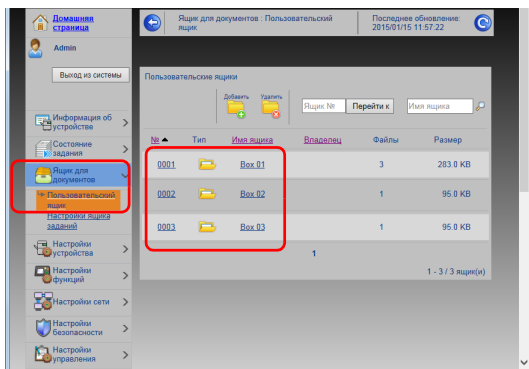 Домашняя
страница
Ящик для документов : Пользовательский
ящик
Последнее обновление:
2015/01/15 11:57:22
Admin
Выход из системы
Информация об
устройстве
Состояние
задания
Ящик для
документов
Пользовательский
ящик
Настройки ящика
заданий
Настройки
устройства
Настройки
функций
Настройки сети
Настройки
безопасности
Настройки
управления
Пользовательские ящики
Добавить Удалить
Ящик № Перейти к Имя ящика
№ Тип Имя ящика Владелец Файлы Размер
0001 Box 01 3 283.0 KB
0002 Box 02 1 95.0 KB
0003 Box 03 1 95.0 KB
1
1 - 3 / 3 ящик(и)